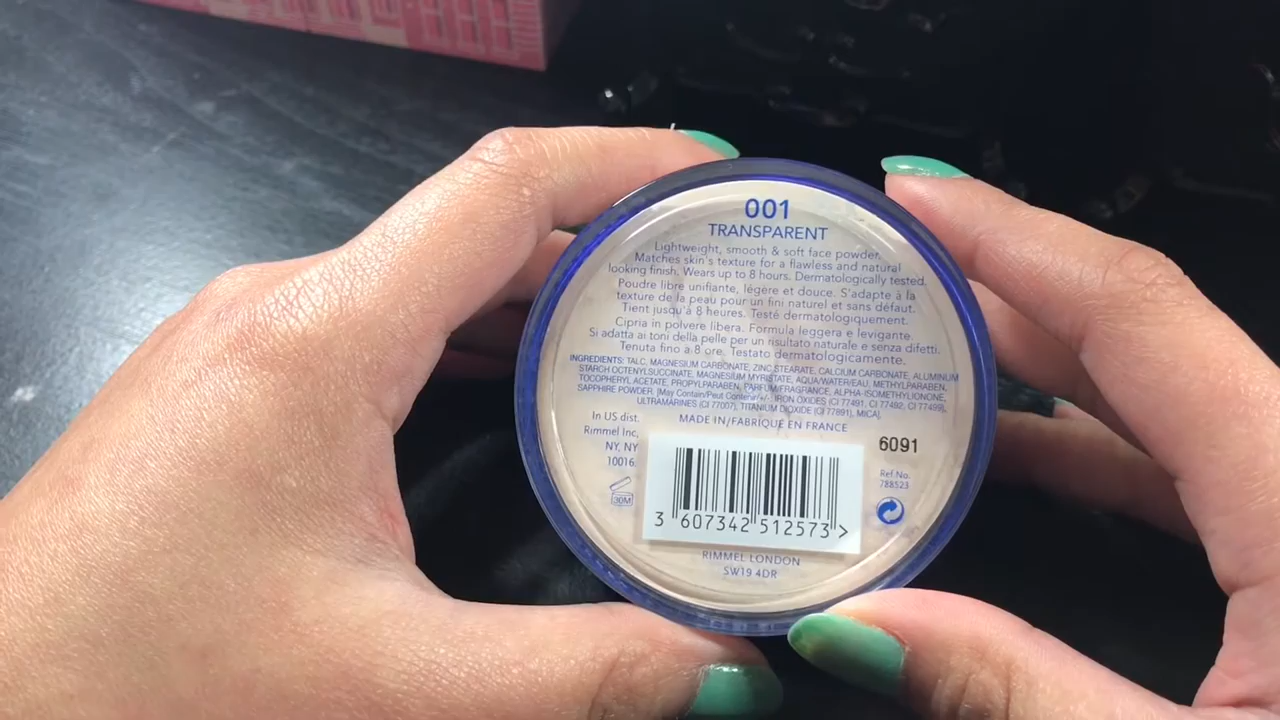 001
TRANSPARENT
Lightweight, smooth & soft face powder.
Matches skin's texture for a flawless and natural
looking finish. Wears up to 8 hours. Dermatologically tested.
Poudre libre unifiante, légère et douce. S'adapte à la
texture de la peau pour un fini naturel et sans défaut.
Tient jusqu'à 8 heures. Testé dermatologiquement.
Cipria in polvere libera. Formula leggera e levigante.
Si adatta ai toni della pelle per un risultato naturale e senza difetti.
Tenuta fino a 8 ore. Testato dermatologicamente.
INGREDIENTS: TALC, MAGNESIUM CARBONATE, ZINC STEARATE, CALCIUM CARBONATE, ALUMINUM
STARCH OCTENYLSUCCINATE, MAGNESIUM MYRISTATE, AQUA/WATER/EAU, METHYLPARABEN,
TOCOPHERYL ACETATE, PROPYLPARABEN, PARFUM/FRAGRANCE, ALPHA-ISOMETHYLIONONE,
SAPPHIRE POWDER. [May Contain/Peut Contenir/+/-: IRON OXIDES (CI 77491, CI 77492, CI 77499),
ULTRAMARINES (CI 77007), TITANIUM DIOXIDE (CI 77891), MICA].
MADE IN/FABRIQUÉ EN FRANCE
In US dist.
Rimmel Inc,
NY, NY
10016
30M
6091
Ref.No.
788523
3 607342 512573 >
RIMMEL LONDON
SW19 4DR